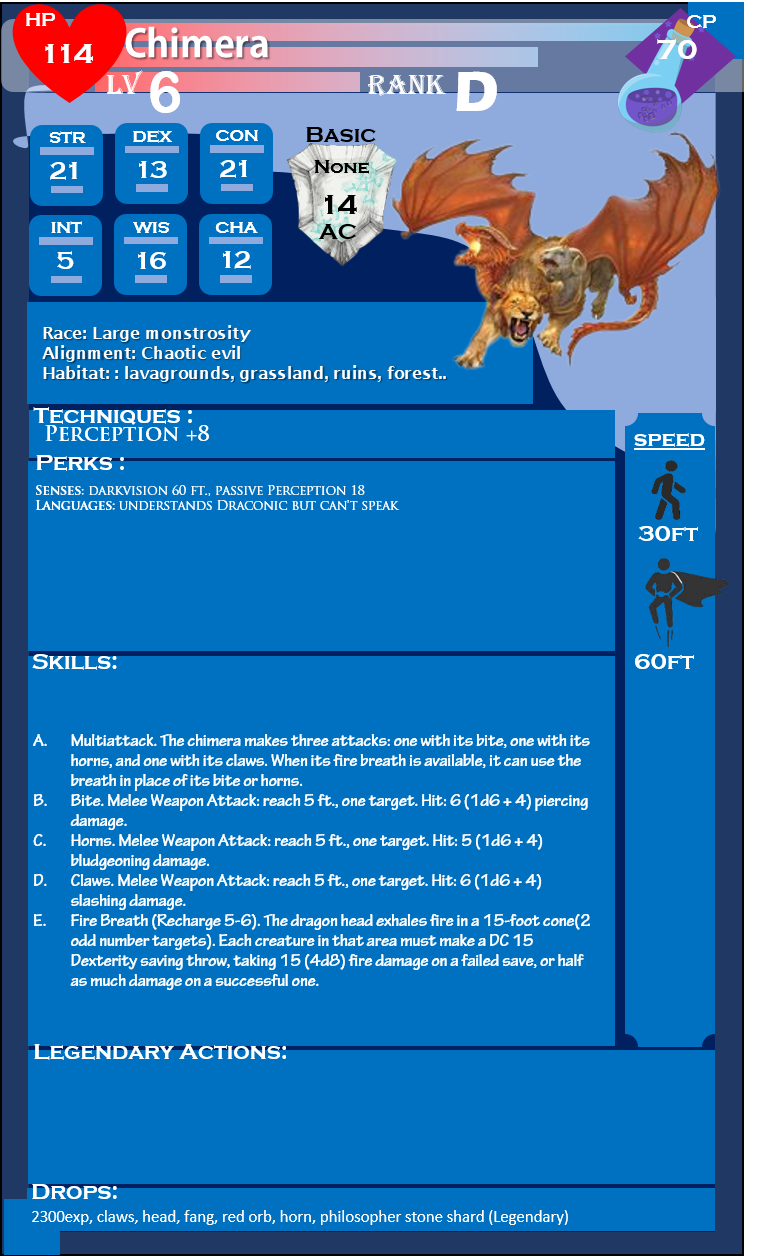 HP
114
Chimera
CP
70
LV 6
RANK D
STR
21
DEX
13
CON
21
INT
5
WIS
16
CHA
12
Basic
None
14
AC
Race: Large monstrosity
Alignment: Chaotic evil
Habitat: : lavagrounds, grassland, ruins, forest..
Techniques :
Perception +8
Perks :
Senses: darkvision 60 ft., passive Perception 18
Languages: understands Draconic but can't speak
SPEED
30FT
60FT
Skills:
A. Multiattack. The chimera makes three attacks: one with its bite, one with its
horns, and one with its claws. When its fire breath is available, it can use the
breath in place of its bite or horns.
B. Bite. Melee Weapon Attack: reach 5 ft., one target. Hit: 6 (1d6 + 4) piercing
damage.
C. Horns. Melee Weapon Attack: reach 5 ft., one target. Hit: 5 (1d6 + 4)
bludgeoning damage.
D. Claws. Melee Weapon Attack: reach 5 ft., one target. Hit: 6 (1d6 + 4)
slashing damage.
E. Fire Breath (Recharge 5-6). The dragon head exhales fire in a 15-foot cone(2
odd number targets). Each creature in that area must make a DC 15
Dexterity saving throw, taking 15 (4d8) fire damage on a failed save, or half
as much damage on a successful one.
Legendary Actions:
Drops:
2300exp, claws, head, fang, red orb, horn, philosopher stone shard (Legendary)